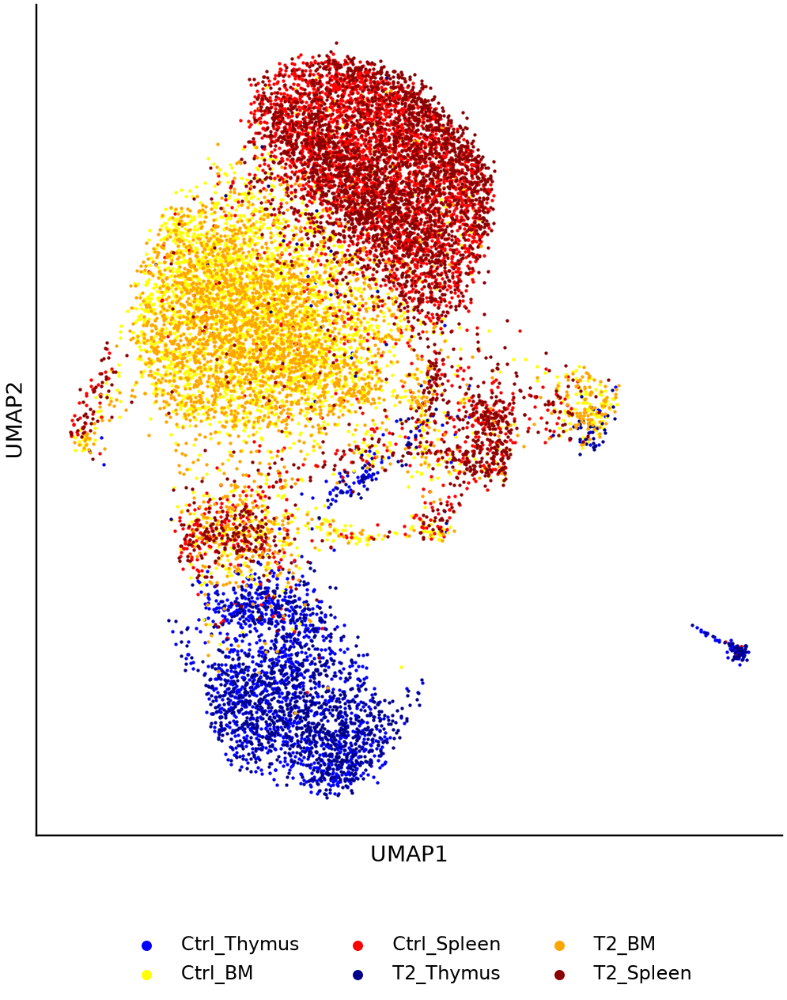 UMAP2
UMAP1
Ctrl_Thymus Ctrl_Spleen T2_BM
Ctrl_BM T2_Thymus T2_Spleen